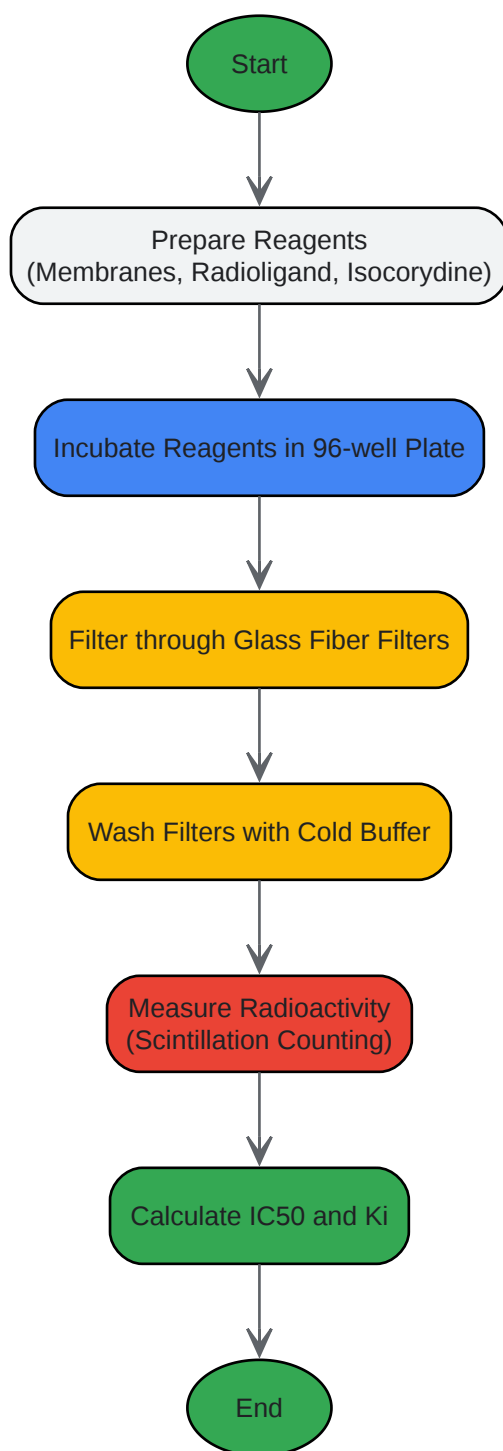 Start
Prepare Reagents
(Membranes, Radioligand, Isocorydine)
Incubate Reagents in 96-well Plate
Filter through Glass Fiber Filters
Wash Filters with Cold Buffer
Measure Radioactivity
(Scintillation Counting)
Calculate IC50 and Ki
End